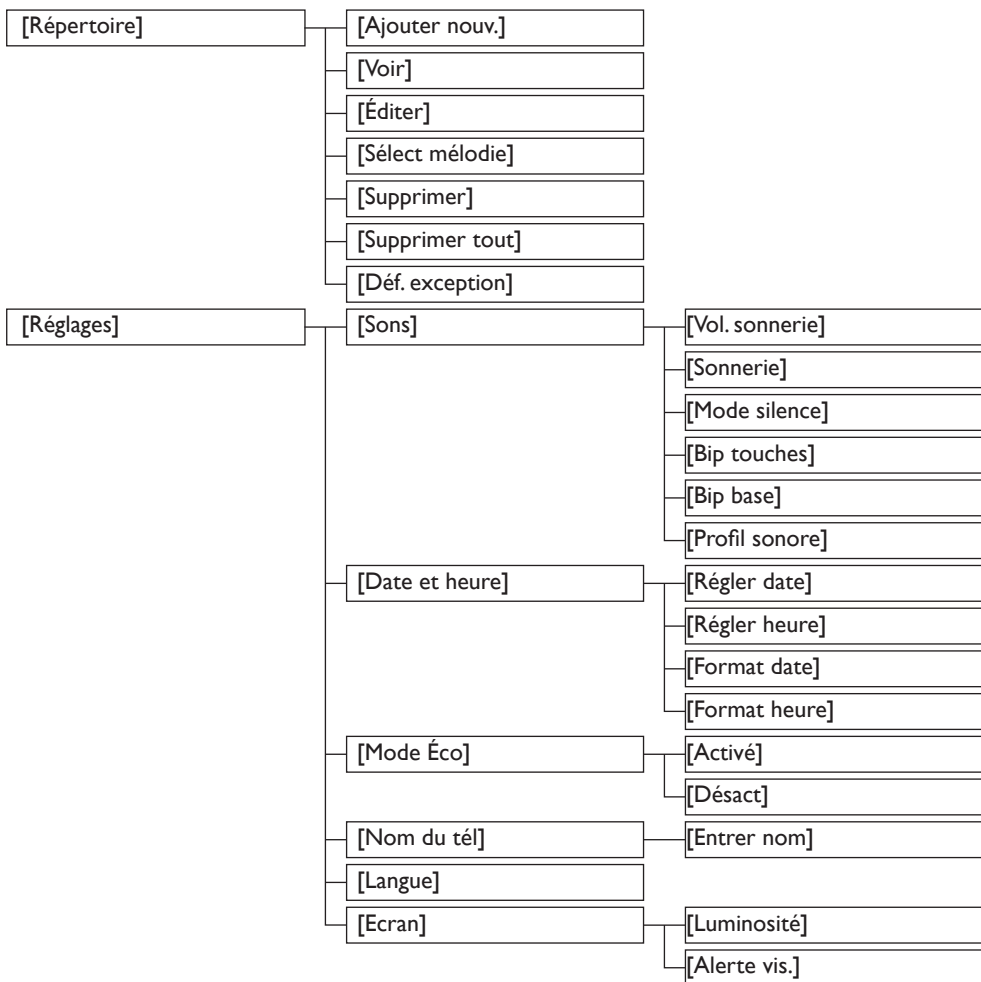 [Répertoire]
[Ajouter nouv.]
[Voir]
[Éditer]
[Sélect mélodie]
[Supprimer]
[Supprimer tout]
[Déf. exception]
[Réglages]
[Sons]
[Vol. sonnerie]
[Sonnerie]
[Mode silence]
[Bip touches]
[Bip base]
[Profil sonore]
[Date et heure]
[Régler date]
[Régler heure]
[Format date]
[Format heure]
[Mode Éco]
[Activé]
[Désact]
[Nom du tél]
[Entrer nom]
[Langue]
[Ecran]
[Luminosité]
[Alerte vis.]